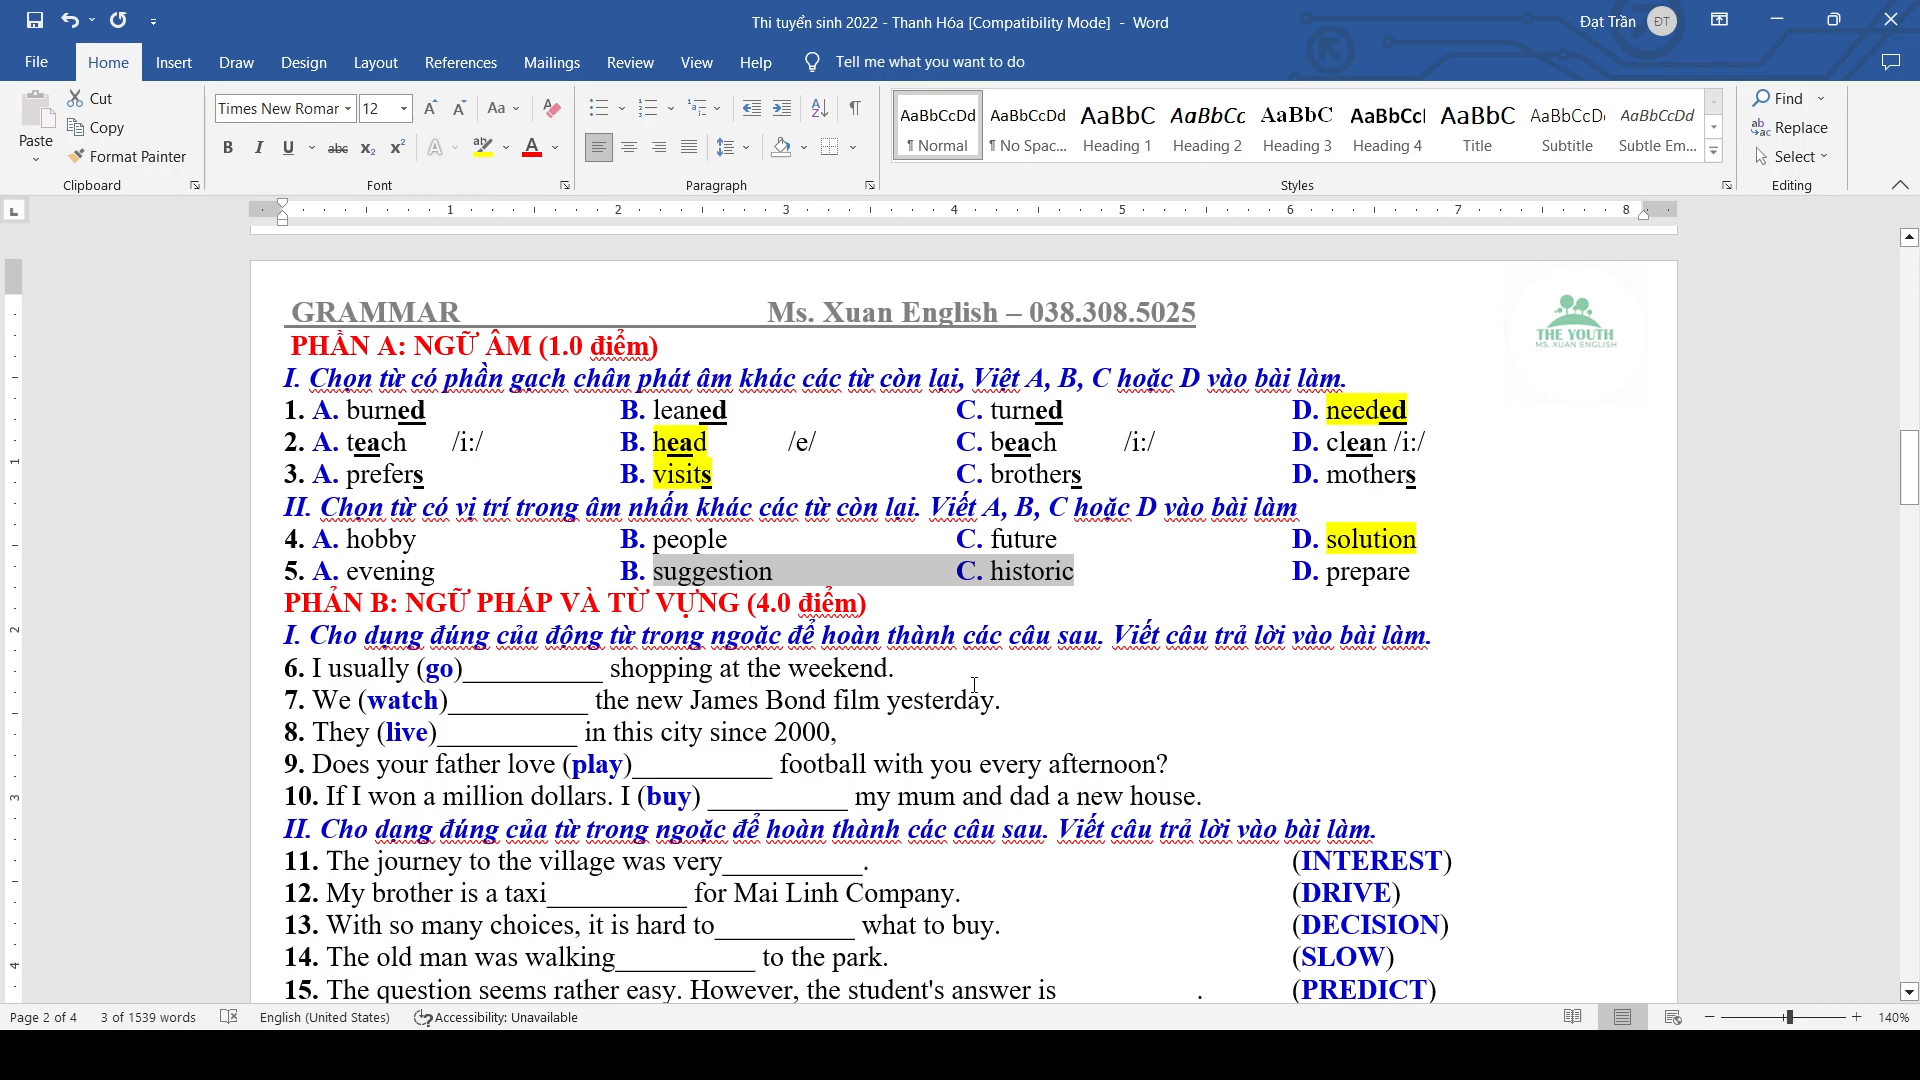 Thi tuyển sinh 2022 - Thanh Hóa [Compatibility Mode] - Word
Đạt Trần ĐT
File Home Insert Draw Design Layout References Mailings Review View Help Tell me what you want to do
Paste
Cut
Copy
Format Painter
Clipboard
Times New Roman 12
Font
Paragraph
AaBbCcDd AaBbCcDd AaBbC AaBbCc AaBbC AaBbCcI AaBbC AaBbCcD AaBbCcDd
¶ Normal ¶ No Spac... Heading 1 Heading 2 Heading 3 Heading 4 Title Subtitle Subtle Em...
Styles
Find
Replace
Select
Editing
1 2 3 4 5 6 7 8
GRAMMAR Ms. Xuan English – 038.308.5025
THE YOUTH
MS. XUAN ENGLISH
PHẦN A: NGỮ ÂM (1.0 điểm)
I. Chọn từ có phần gạch chân phát âm khác các từ còn lại, Việt A, B, C hoặc D vào bài làm.
1. A. burned B. leaned C. turned D. needed
2. A. teach /i:/ B. head /e/ C. beach /i:/ D. clean /i:/
3. A. prefers B. visits C. brothers D. mothers
II. Chọn từ có vị trí trong âm nhấn khác các từ còn lại. Viết A, B, C hoặc D vào bài làm
4. A. hobby B. people C. future D. solution
5. A. evening B. suggestion C. historic D. prepare
PHẢN B: NGỮ PHÁP VÀ TỪ VỰNG (4.0 điểm)
I. Cho dụng đúng của động từ trong ngoặc để hoàn thành các câu sau. Viết câu trả lời vào bài làm.
6. I usually (go)__________ shopping at the weekend.
7. We (watch)__________ the new James Bond film yesterday.
8. They (live)__________ in this city since 2000,
9. Does your father love (play)__________ football with you every afternoon?
10. If I won a million dollars. I (buy) __________ my mum and dad a new house.
II. Cho dạng đúng của từ trong ngoặc để hoàn thành các câu sau. Viết câu trả lời vào bài làm.
11. The journey to the village was very__________. (INTEREST)
12. My brother is a taxi__________ for Mai Linh Company. (DRIVE)
13. With so many choices, it is hard to__________ what to buy. (DECISION)
14. The old man was walking__________ to the park. (SLOW)
15. The question seems rather easy. However, the student's answer is __________. (PREDICT)
Page 2 of 4 3 of 1539 words English (United States) Accessibility: Unavailable 140%